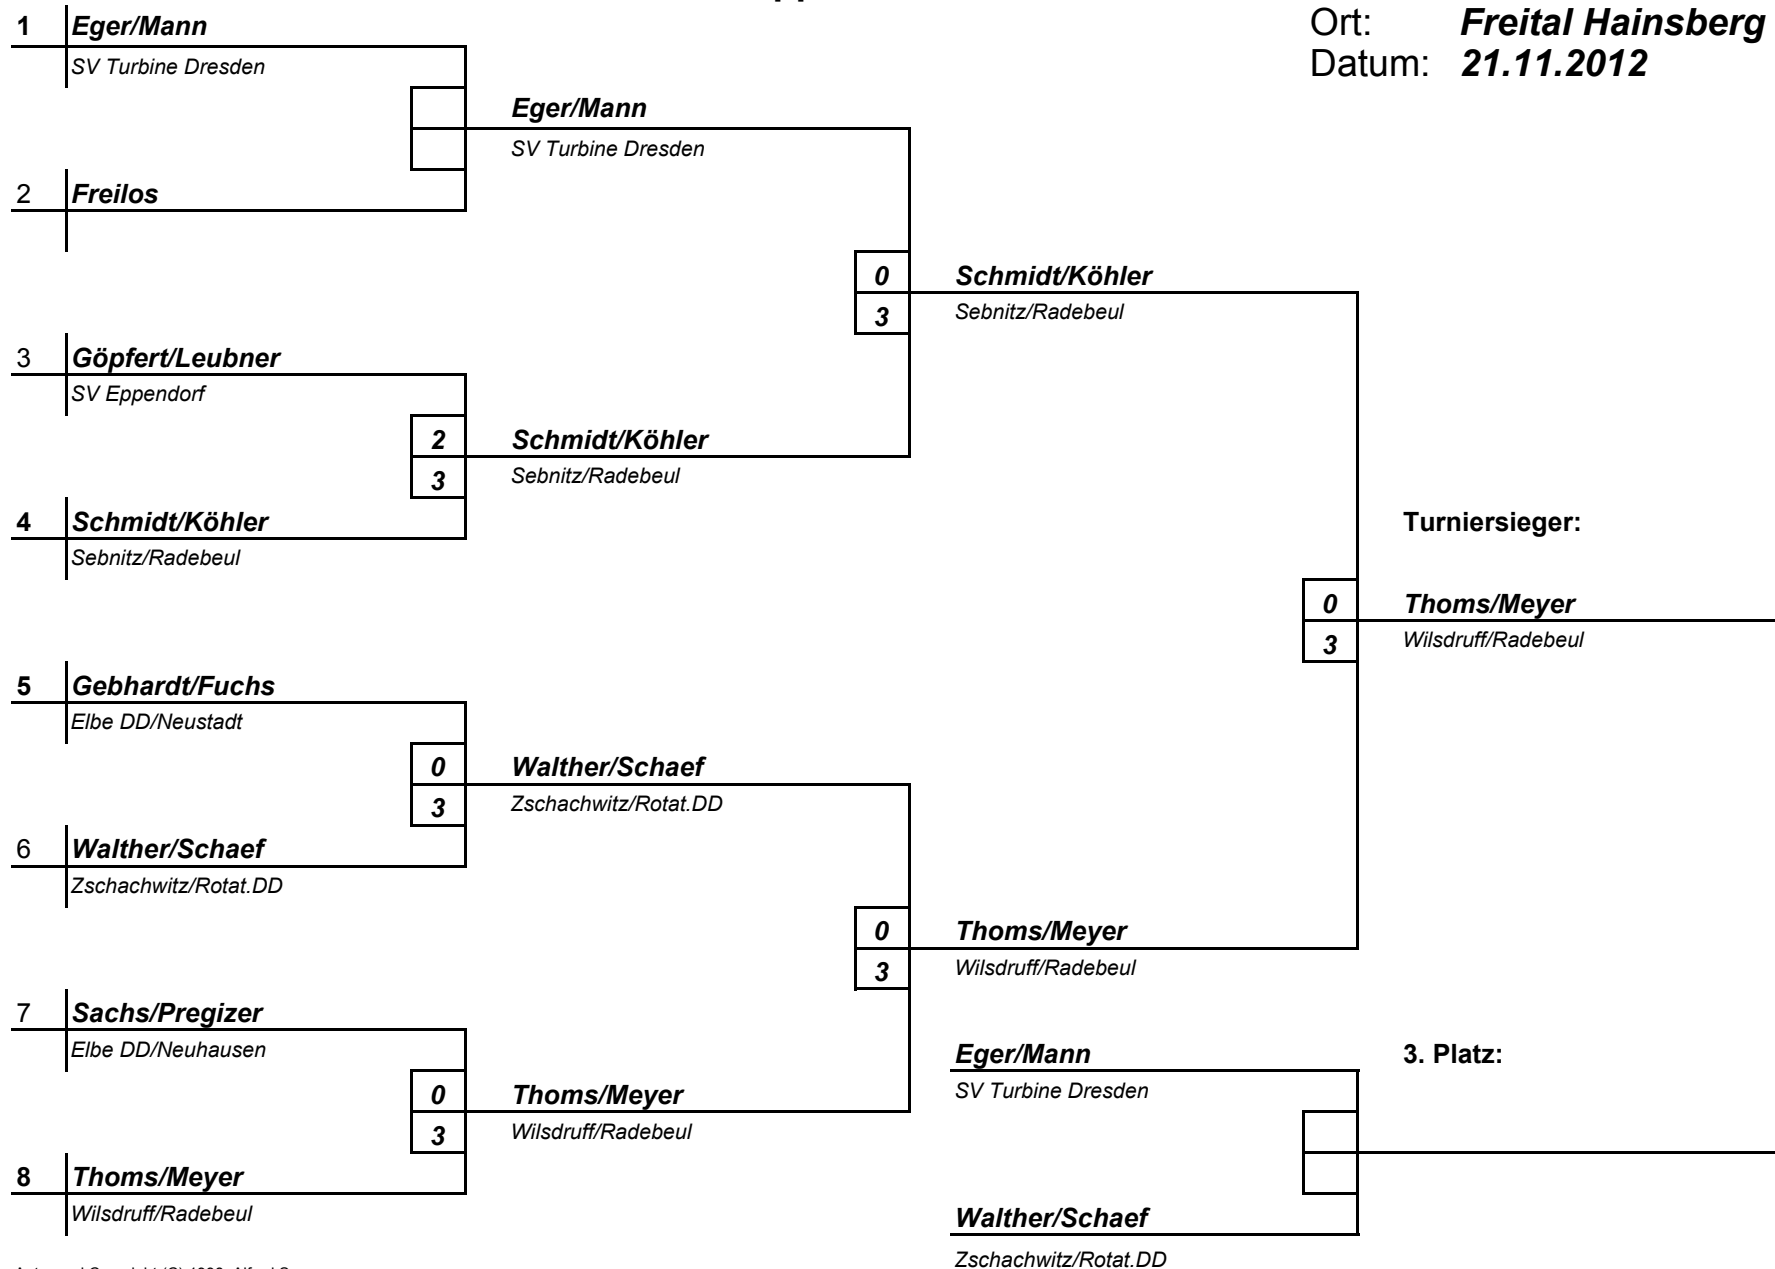 Ort: Freital Hainsberg
Datum: 21.11.2012
1 Eger/Mann
SV Turbine Dresden
Eger/Mann
SV Turbine Dresden
2 Freilos
0 Schmidt/Köhler
3 Sebnitz/Radebeul
3 Göpfert/Leubner
SV Eppendorf
2 Schmidt/Köhler
3 Sebnitz/Radebeul
4 Schmidt/Köhler
Sebnitz/Radebeul
Turniersieger:
0 Thoms/Meyer
3 Wilsdruff/Radebeul
5 Gebhardt/Fuchs
Elbe DD/Neustadt
0 Walther/Schaef
3 Zschachwitz/Rotat.DD
6 Walther/Schaef
Zschachwitz/Rotat.DD
0 Thoms/Meyer
3 Wilsdruff/Radebeul
7 Sachs/Pregizer
Elbe DD/Neuhausen
Eger/Mann
SV Turbine Dresden
3. Platz:
0 Thoms/Meyer
3 Wilsdruff/Radebeul
8 Thoms/Meyer
Wilsdruff/Radebeul
Walther/Schaef
Zschachwitz/Rotat.DD